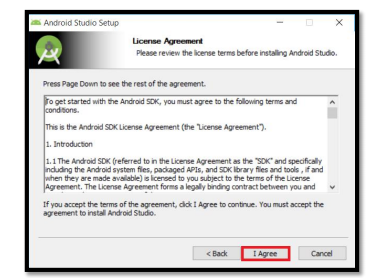 Android Studio Setup
License Agreement
Please review the license terms before installing Android Studio.
Press Page Down to see the rest of the agreement.
To get started with the Android SDK, you must agree to the following terms and
conditions.
This is the Android SDK License Agreement (the "License Agreement").
1. Introduction
1.1 The Android SDK (referred to in the License Agreement as the "SDK" and specifically
including the Android system files, packaged APIs, and SDK library files and tools , if and
when they are made available) is licensed to you subject to the terms of the License
Agreement. The License Agreement forms a legally binding contract between you and
If you accept the terms of the agreement, click I Agree to continue. You must accept the
agreement to install Android Studio.
< Back
I Agree
Cancel